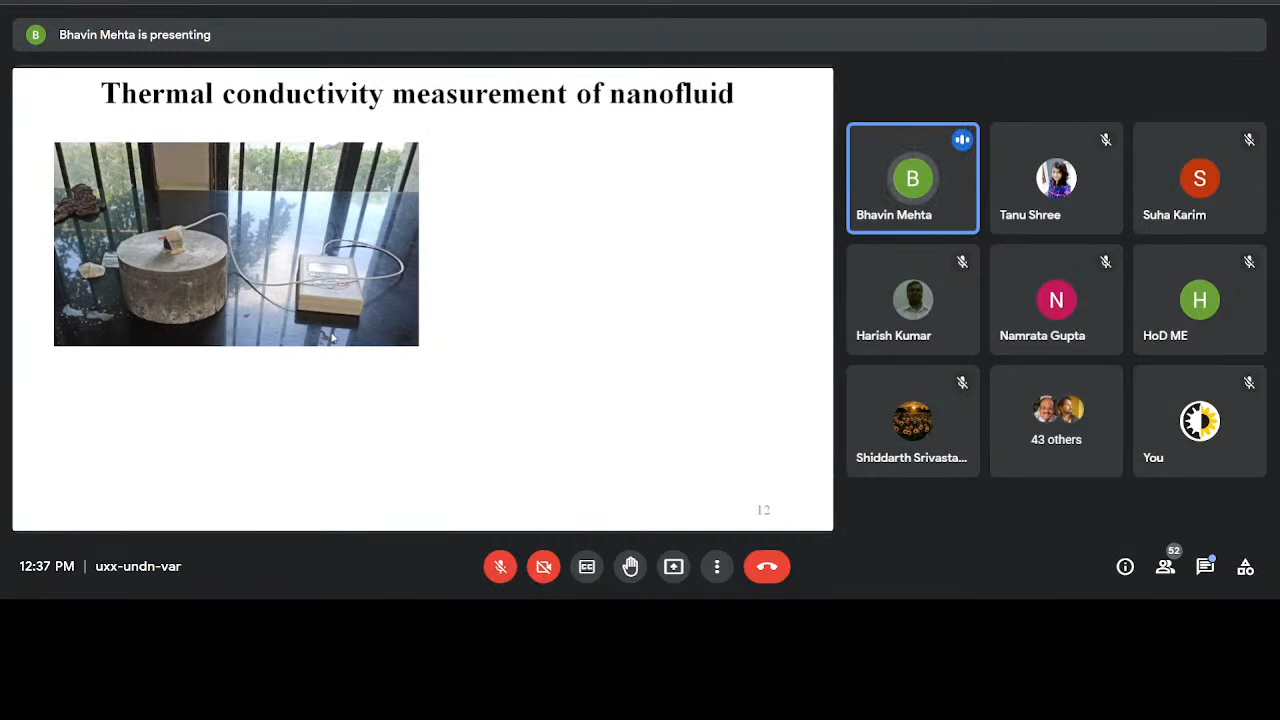 B Bhavin Mehta is presenting
Thermal conductivity measurement of nanofluid
12
B
Bhavin Mehta
Tanu Shree
S
Suha Karim
Harish Kumar
N
Namrata Gupta
H
HoD ME
Shiddarth Srivasta...
43 others
You
12:37 PM | uxx-undn-var
CC
52